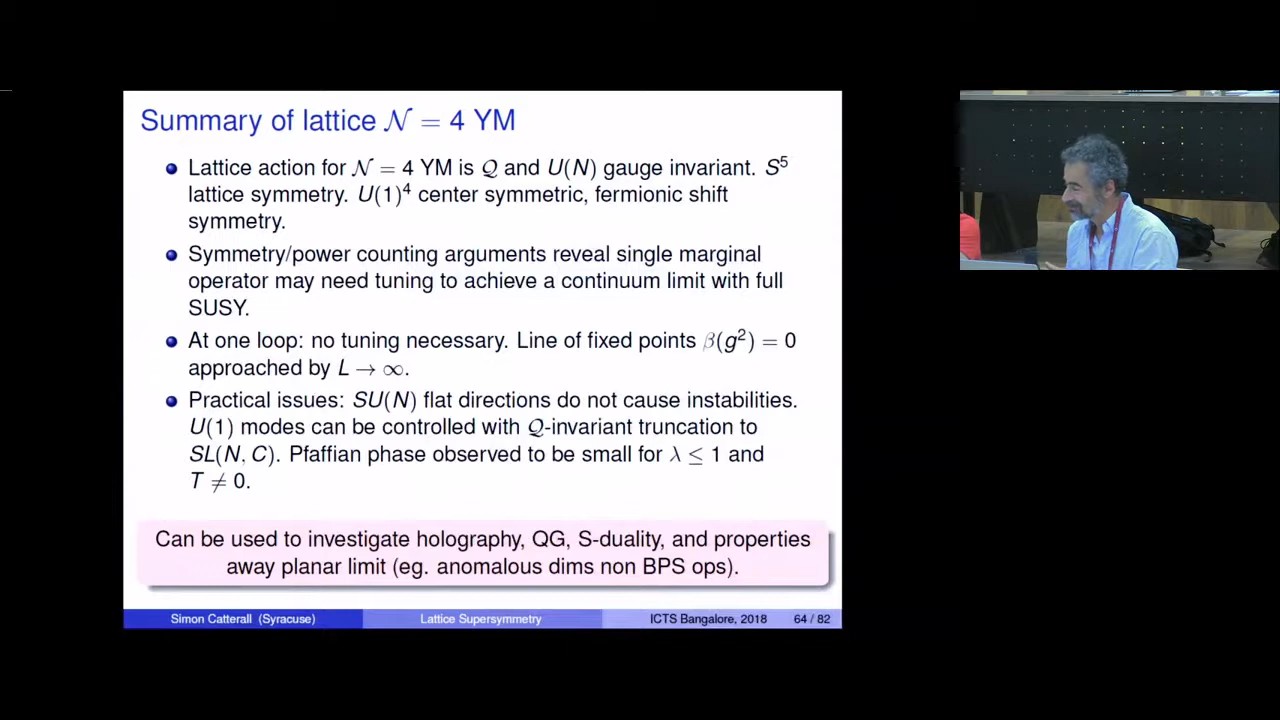 Summary of lattice 𝒩 = 4 YM
Lattice action for 𝒩 = 4 YM is 𝒬 and U(N) gauge invariant. S⁵
lattice symmetry. U(1)⁴ center symmetric, fermionic shift
symmetry.
Symmetry/power counting arguments reveal single marginal
operator may need tuning to achieve a continuum limit with full
SUSY.
At one loop: no tuning necessary. Line of fixed points β(g²) = 0
approached by L → ∞.
Practical issues: SU(N) flat directions do not cause instabilities.
U(1) modes can be controlled with 𝒬-invariant truncation to
SL(N, C). Pfaffian phase observed to be small for λ ≤ 1 and
T ≠ 0.
Can be used to investigate holography, QG, S-duality, and properties
away planar limit (eg. anomalous dims non BPS ops).
Simon Catterall (Syracuse) Lattice Supersymmetry ICTS Bangalore, 2018 64 / 82